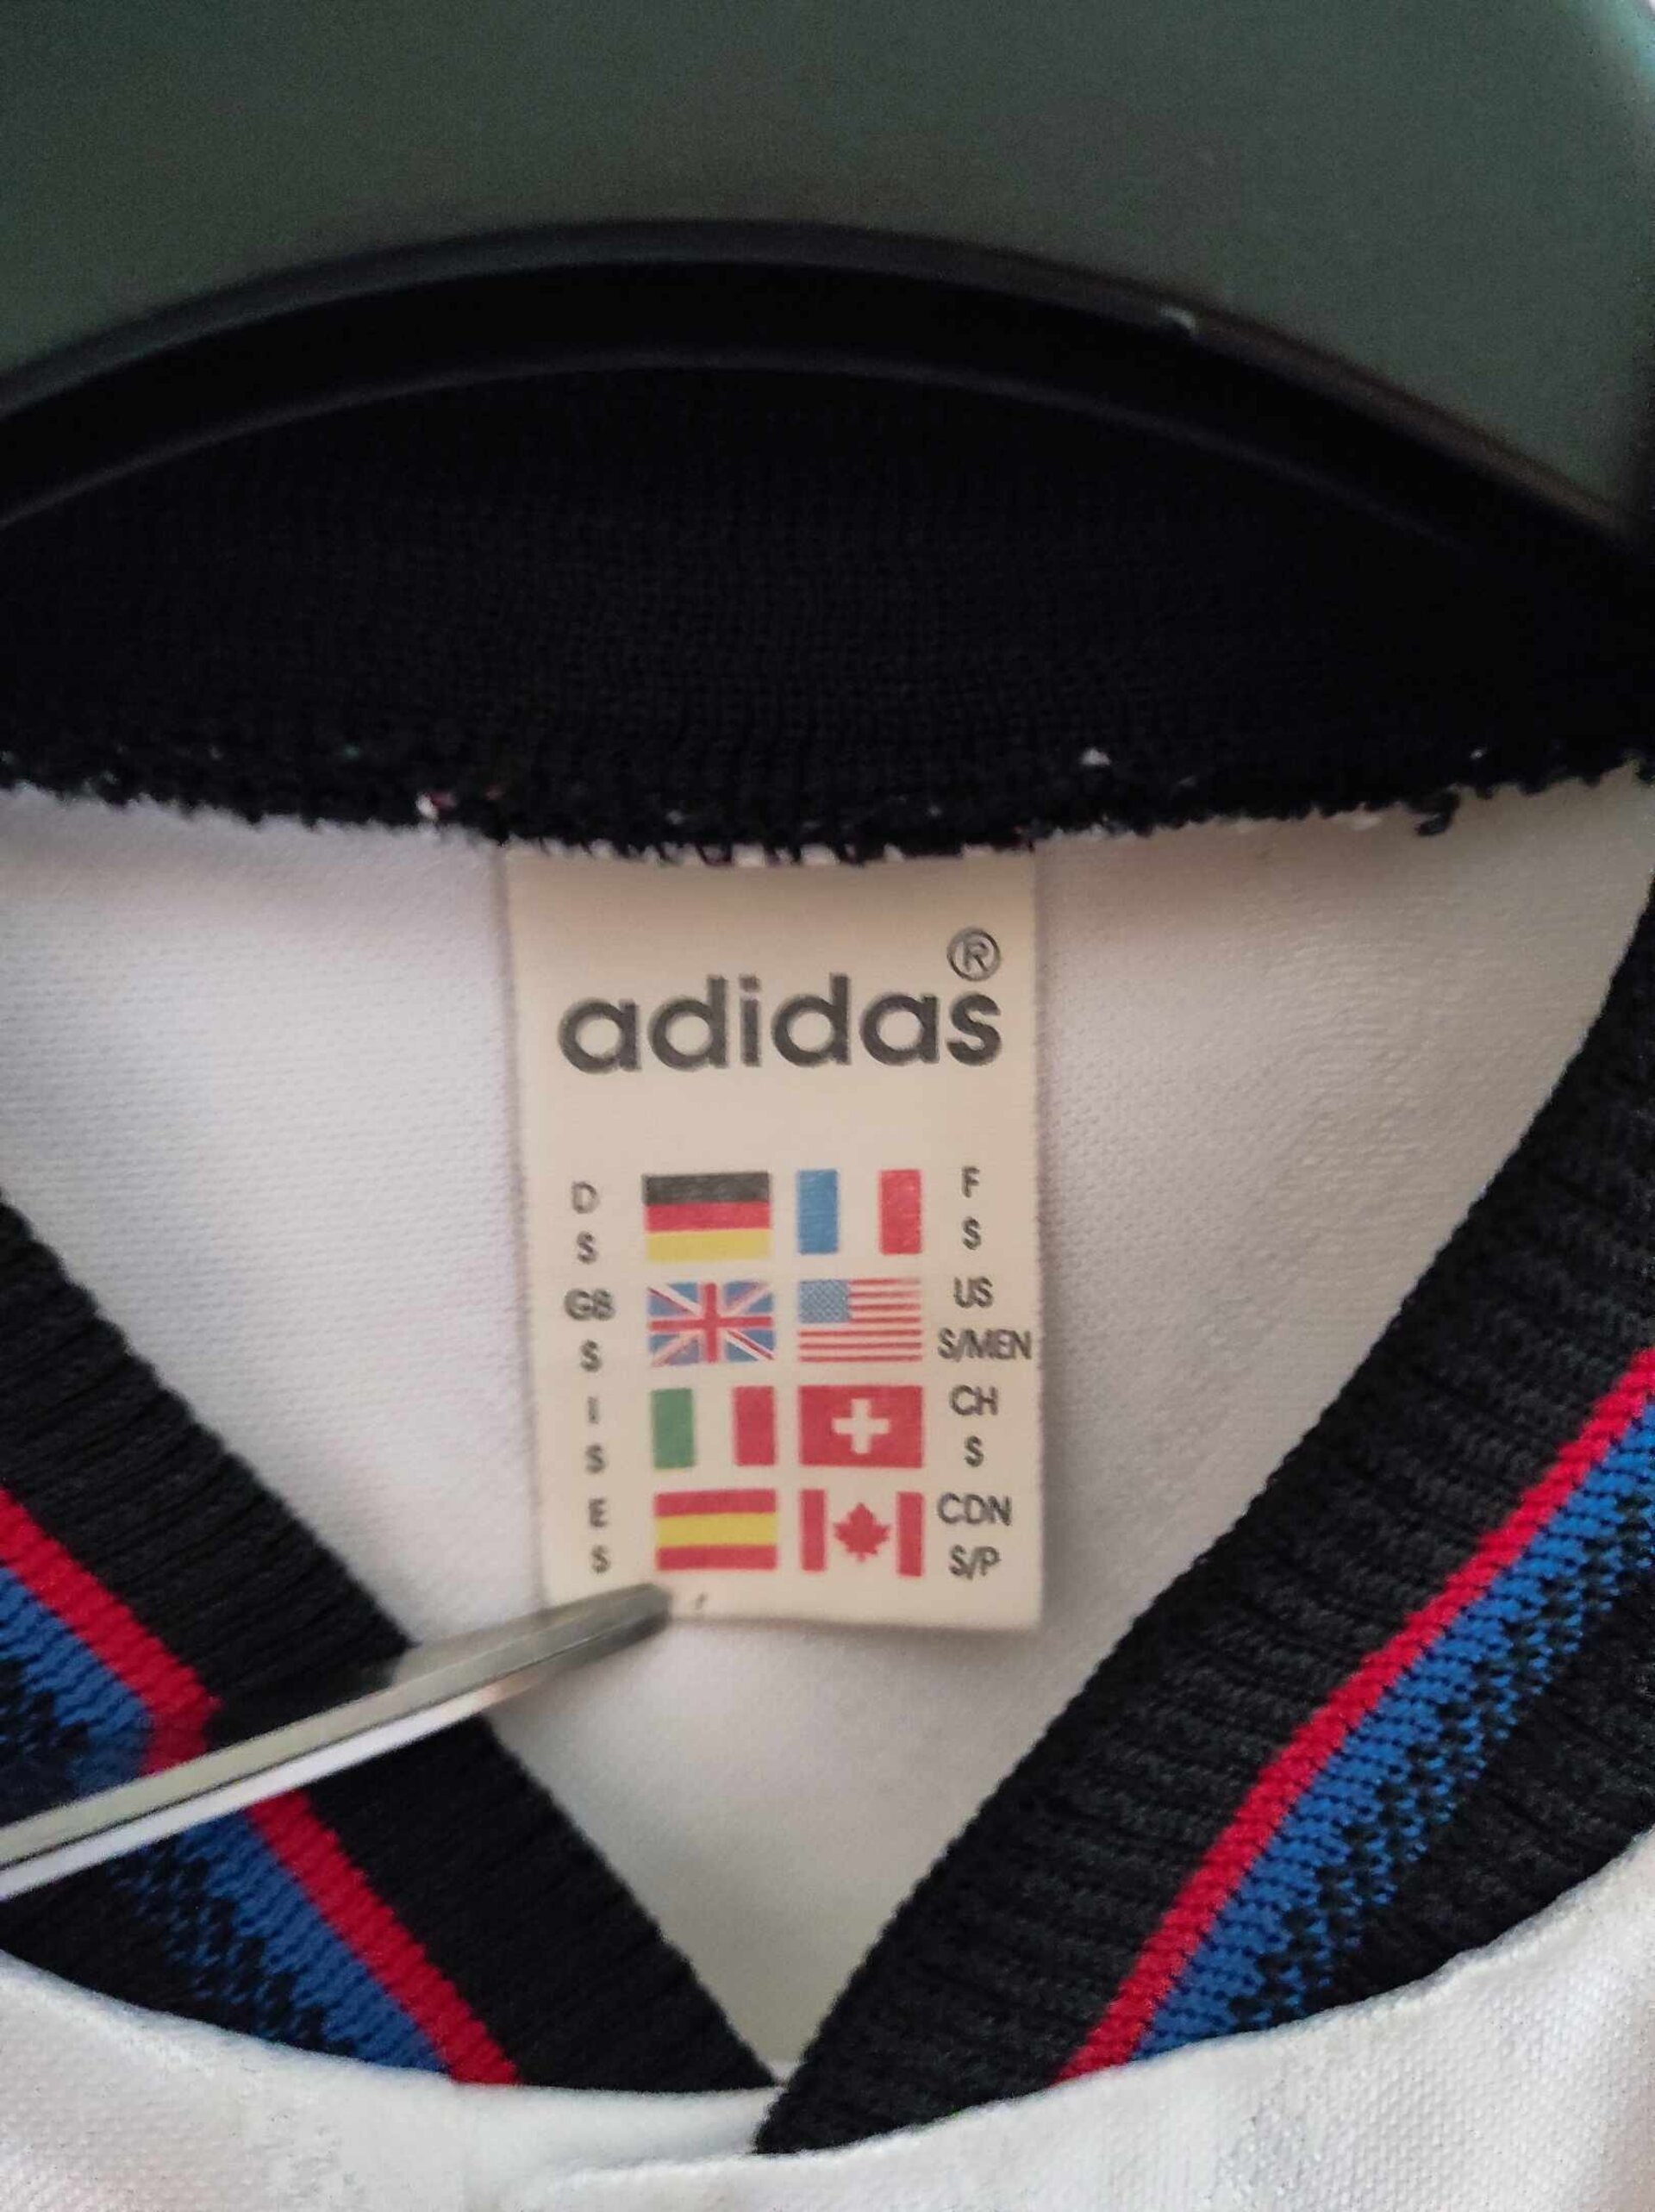 adidas®
D F
S S
GB US
S S/MEN
I CH
S S
E CDN
S S/P